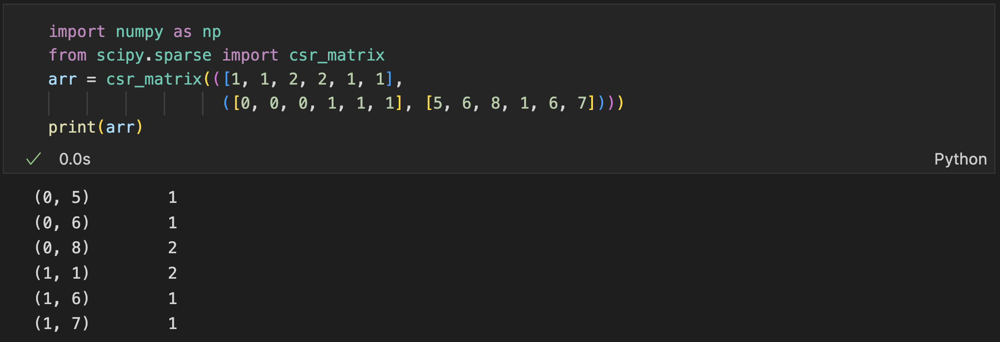 import numpy as np
from scipy.sparse import csr_matrix
arr = csr_matrix(([1, 1, 2, 2, 1, 1],
([0, 0, 0, 1, 1, 1], [5, 6, 8, 1, 6, 7])))
print(arr)
0.0s
Python
(0, 5) 1
(0, 6) 1
(0, 8) 2
(1, 1) 2
(1, 6) 1
(1, 7) 1